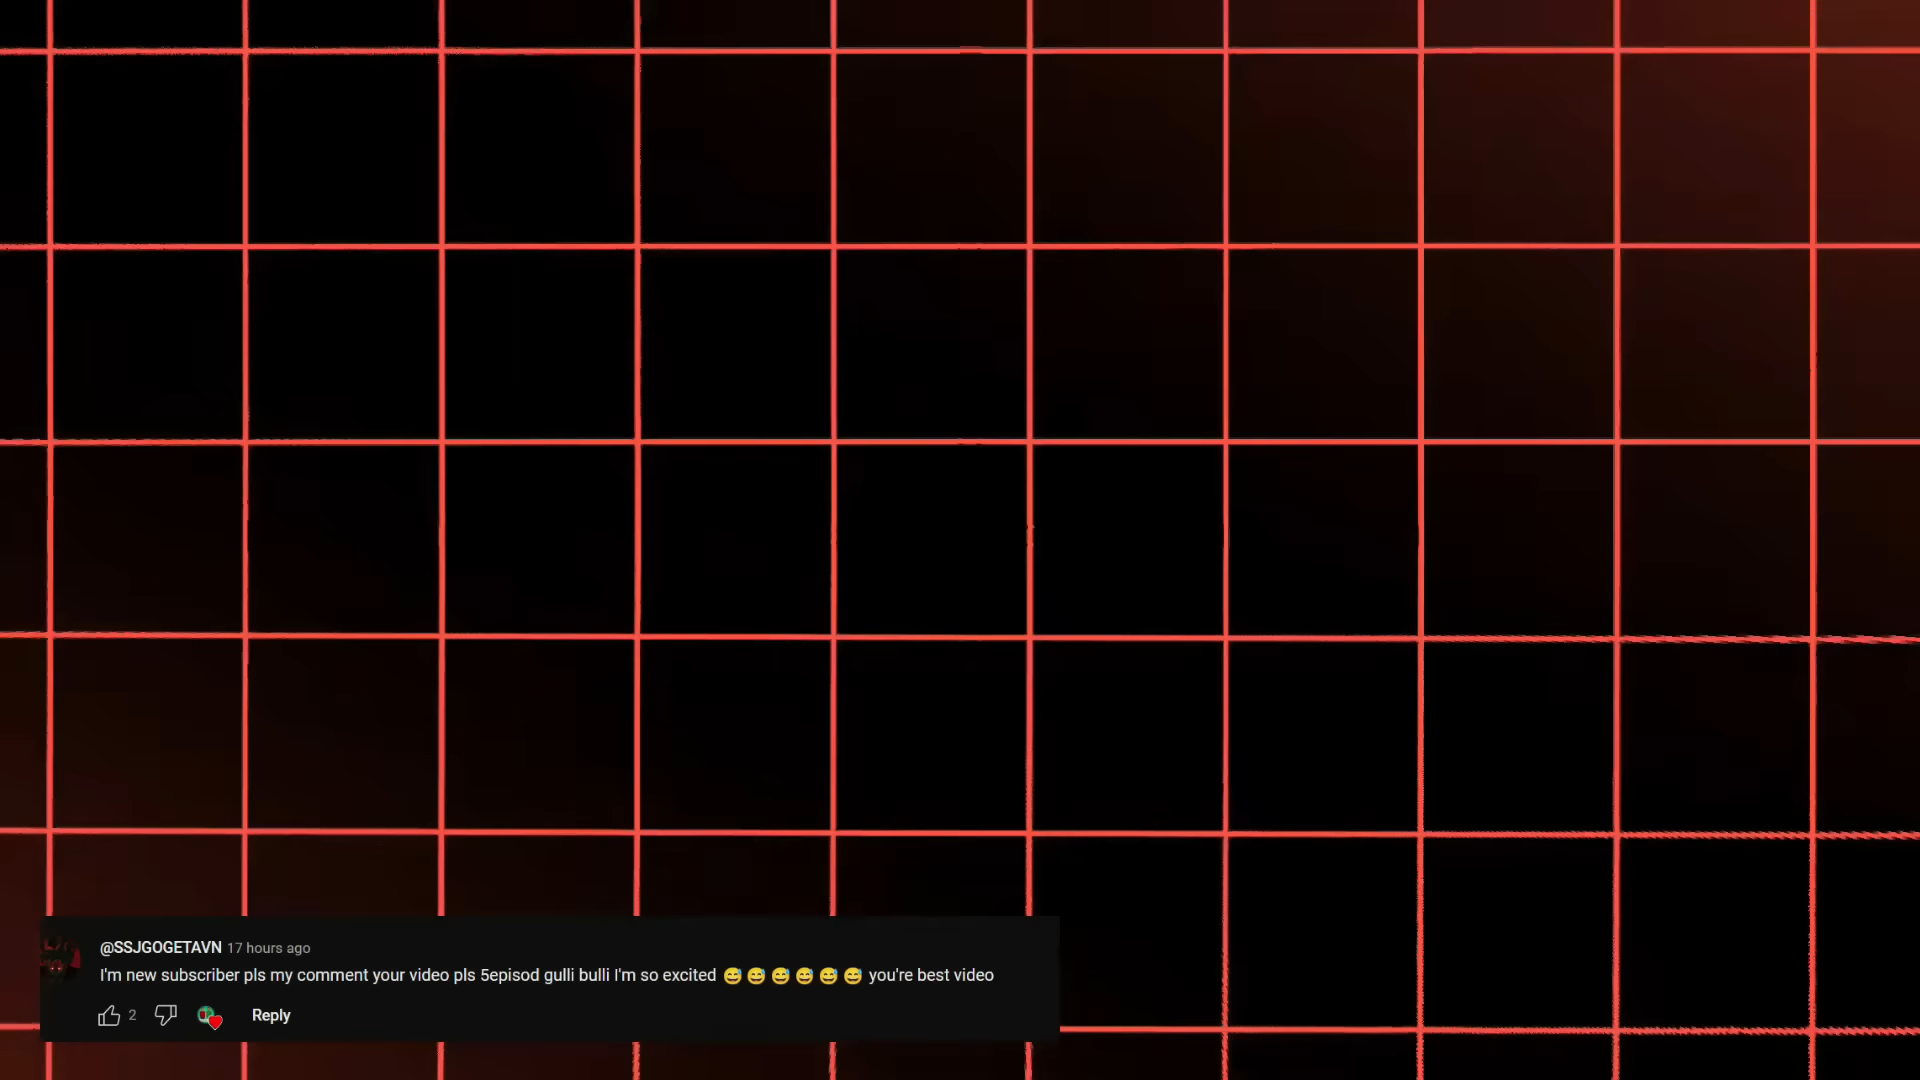 @SSJGOGETAVN 17 hours ago
I'm new subscriber pls my comment your video pls 5episod gulli bulli I'm so excited 😅😅😅😅😅😅 you're best video
2 Reply